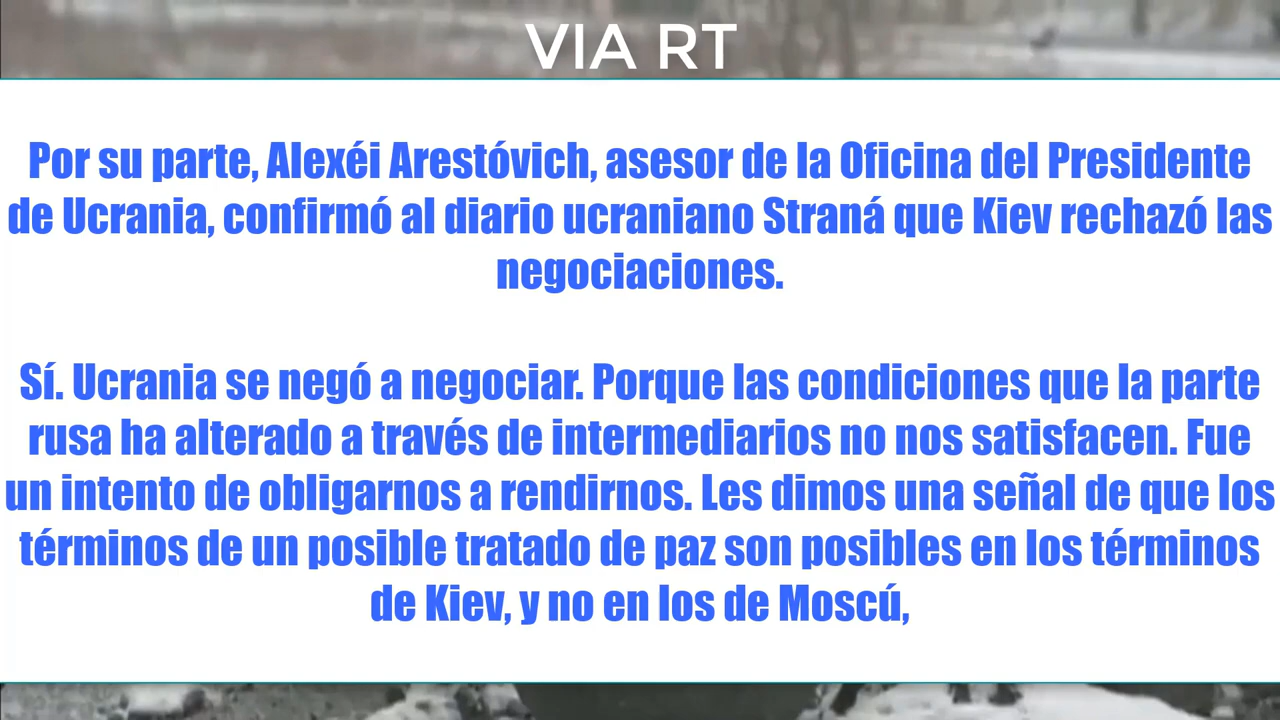 VIA RT
Por su parte, Alexéi Arestóvich, asesor de la Oficina del Presidente
de Ucrania, confirmó al diario ucraniano Straná que Kiev rechazó las
negociaciones.
Sí. Ucrania se negó a negociar. Porque las condiciones que la parte
rusa ha alterado a través de intermediarios no nos satisfacen. Fue
un intento de obligarnos a rendirnos. Les dimos una señal de que los
términos de un posible tratado de paz son posibles en los términos
de Kiev, y no en los de Moscú,